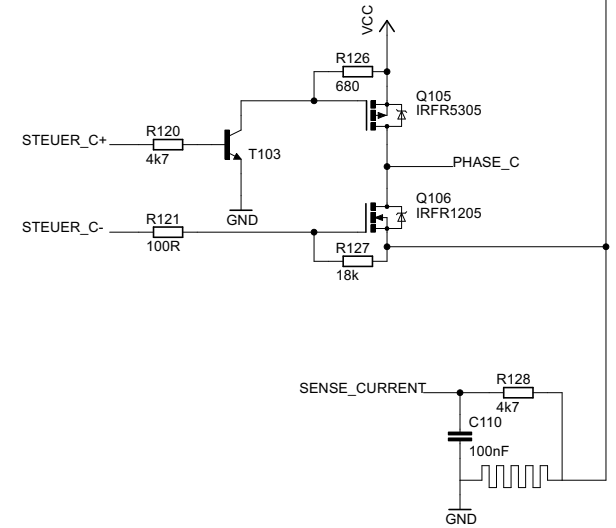 VCC
R126
680
Q105
IRFR5305
STEUER_C+
R120
4k7
T103
PHASE_C
GND
Q106
IRFR1205
STEUER_C-
R121
100R
R127
18k
SENSE_CURRENT
R128
4k7
C110
100nF
GND